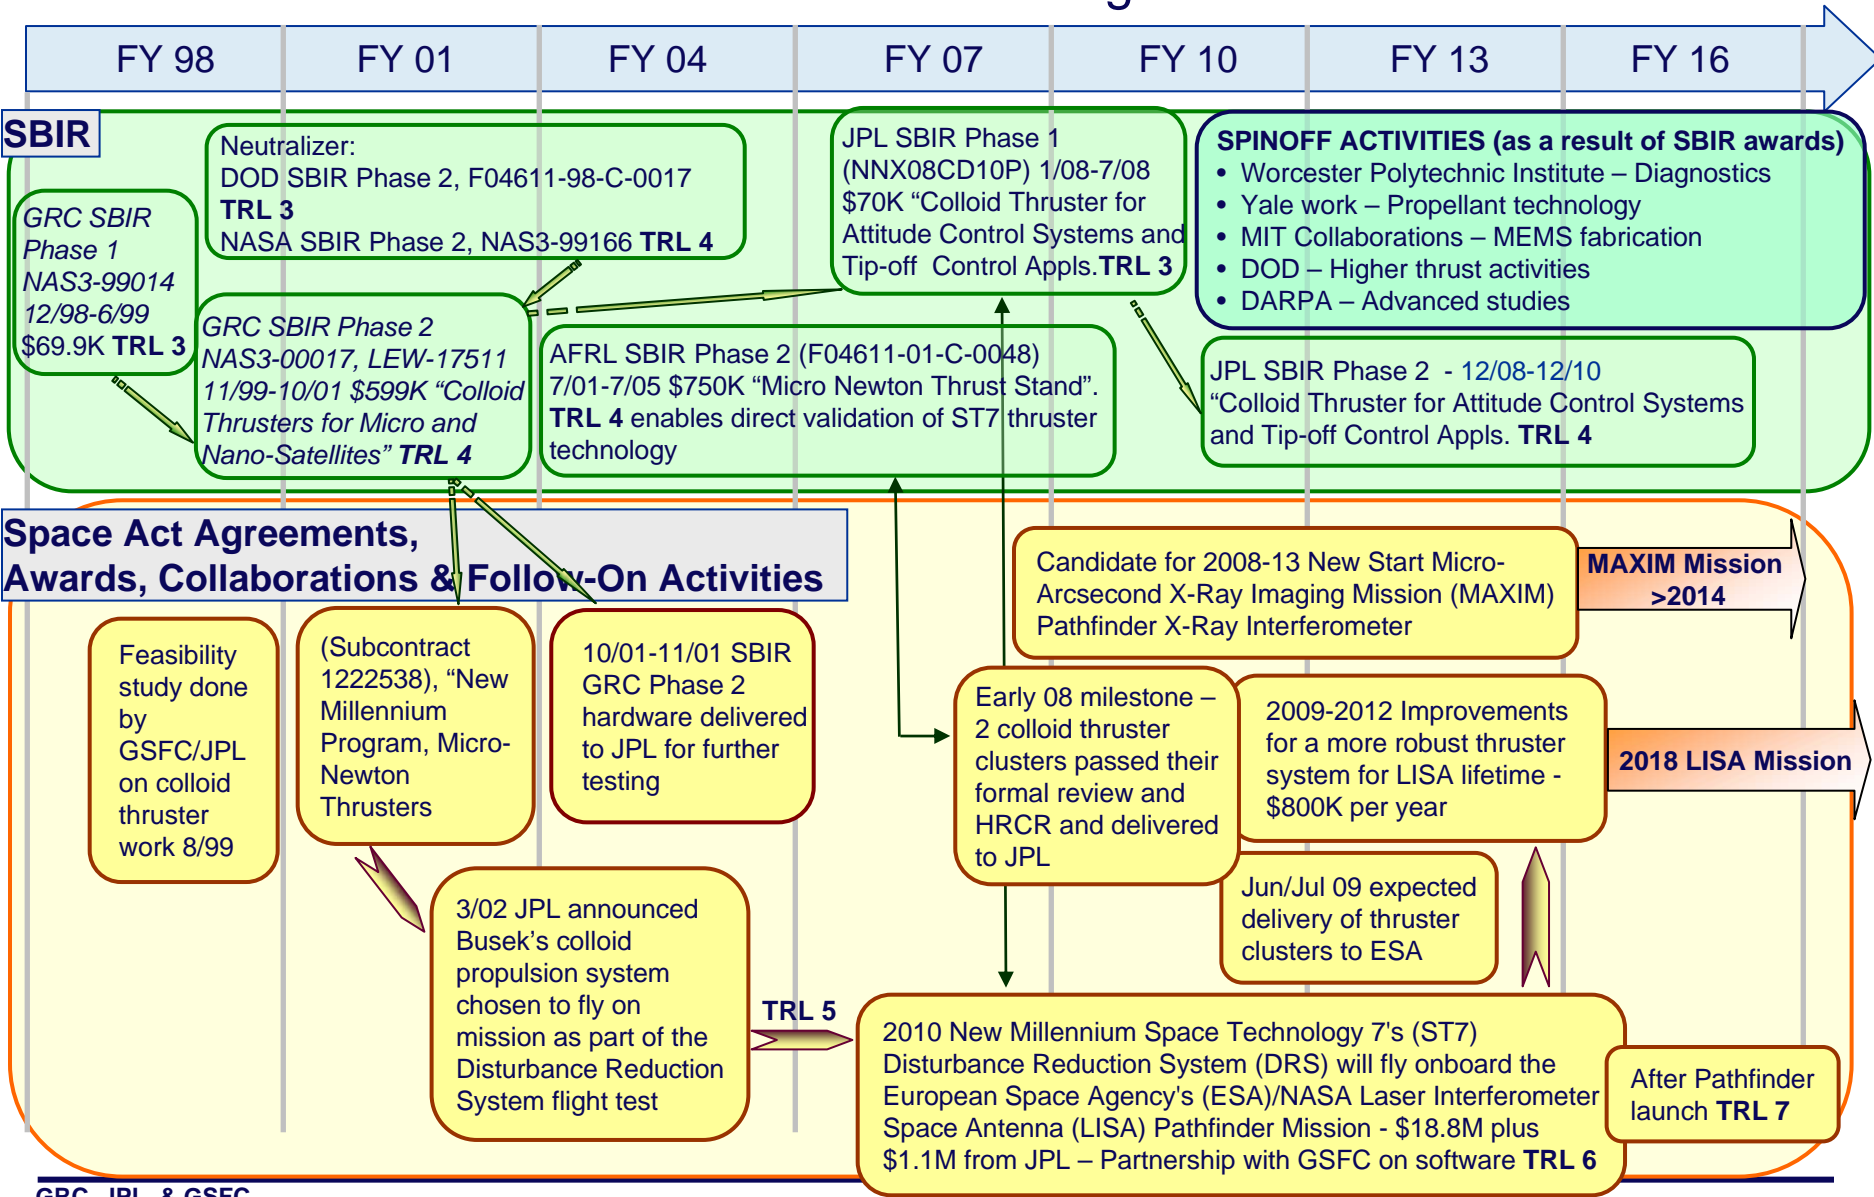 FY 98
FY 01
FY 04
FY 07
FY 10
FY 13
FY 16
SBIR
GRC SBIR
Phase 1
NAS3-99014
12/98-6/99
$69.9K TRL 3
Neutralizer:
DOD SBIR Phase 2, F04611-98-C-0017
TRL 3
NASA SBIR Phase 2, NAS3-99166 TRL 4
GRC SBIR Phase 2
NAS3-00017, LEW-17511
11/99-10/01 $599K “Colloid
Thrusters for Micro and
Nano-Satellites” TRL 4
JPL SBIR Phase 1
(NNX08CD10P) 1/08-7/08
$70K “Colloid Thruster for
Attitude Control Systems and
Tip-off Control Appls.TRL 3
AFRL SBIR Phase 2 (F04611-01-C-0048)
7/01-7/05 $750K “Micro Newton Thrust Stand”.
TRL 4 enables direct validation of ST7 thruster
technology
SPINOFF ACTIVITIES (as a result of SBIR awards)
• Worcester Polytechnic Institute – Diagnostics
• Yale work – Propellant technology
• MIT Collaborations – MEMS fabrication
• DOD – Higher thrust activities
• DARPA – Advanced studies
JPL SBIR Phase 2 - 12/08-12/10
“Colloid Thruster for Attitude Control Systems
and Tip-off Control Appls. TRL 4
Space Act Agreements,
Awards, Collaborations & Follow-On Activities
Feasibility
study done
by
GSFC/JPL
on colloid
thruster
work 8/99
(Subcontract
1222538), “New
Millennium
Program, Micro-
Newton
Thrusters
10/01-11/01 SBIR
GRC Phase 2
hardware delivered
to JPL for further
testing
3/02 JPL announced
Busek’s colloid
propulsion system
chosen to fly on
mission as part of the
Disturbance Reduction
System flight test
TRL 5
Candidate for 2008-13 New Start Micro-
Arcsecond X-Ray Imaging Mission (MAXIM)
Pathfinder X-Ray Interferometer
MAXIM Mission
>2014
Early 08 milestone –
2 colloid thruster
clusters passed their
formal review and
HRCR and delivered
to JPL
2009-2012 Improvements
for a more robust thruster
system for LISA lifetime -
$800K per year
2018 LISA Mission
Jun/Jul 09 expected
delivery of thruster
clusters to ESA
2010 New Millennium Space Technology 7's (ST7)
Disturbance Reduction System (DRS) will fly onboard the
European Space Agency's (ESA)/NASA Laser Interferometer
Space Antenna (LISA) Pathfinder Mission - $18.8M plus
$1.1M from JPL – Partnership with GSFC on software TRL 6
After Pathfinder
launch TRL 7
GRC, JPL, & GSFC